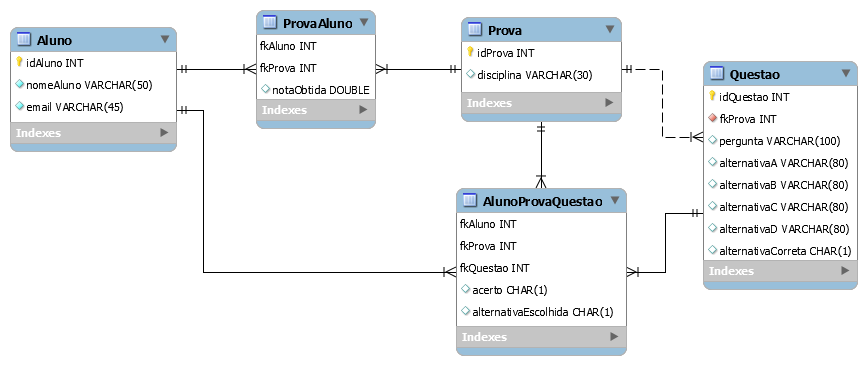 Aluno
idAluno INT
nomeAluno VARCHAR(50)
email VARCHAR(45)
Indexes
ProvaAluno
fkAluno INT
fkProva INT
notaObtida DOUBLE
Indexes
Prova
idProva INT
disciplina VARCHAR(30)
Indexes
Questao
idQuestao INT
fkProva INT
pergunta VARCHAR(100)
alternativaA VARCHAR(80)
alternativaB VARCHAR(80)
alternativaC VARCHAR(80)
alternativaD VARCHAR(80)
alternativaCorreta CHAR(1)
Indexes
AlunoProvaQuestao
fkAluno INT
fkProva INT
fkQuestao INT
acerto CHAR(1)
alternativaEscolhida CHAR(1)
Indexes